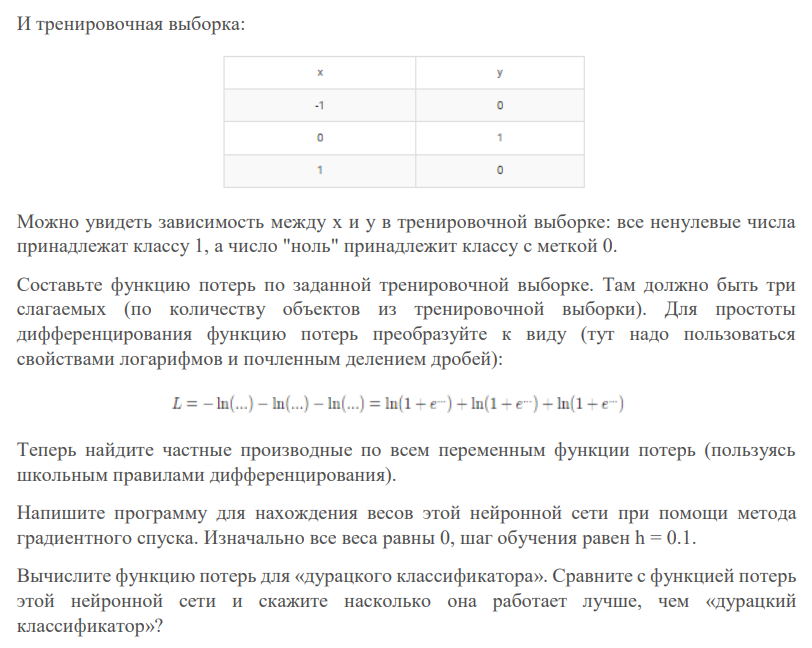 И тренировочная выборка:
x y
-1 0
0 1
1 0
Можно увидеть зависимость между x и y в тренировочной выборке: все ненулевые числа
принадлежат классу 1, а число "ноль" принадлежит классу с меткой 0.
Составьте функцию потерь по заданной тренировочной выборке. Там должно быть три
слагаемых (по количеству объектов из тренировочной выборки). Для простоты
дифференцирования функцию потерь преобразуйте к виду (тут надо пользоваться
свойствами логарифмов и почленным делением дробей):
L = − ln(...) − ln(...) − ln(...) = ln(1 + e^{...}) + ln(1 + e^{...}) + ln(1 + e^{...})
Теперь найдите частные производные по всем переменным функции потерь (пользуясь
школьным правилами дифференцирования).
Напишите программу для нахождения весов этой нейронной сети при помощи метода
градиентного спуска. Изначально все веса равны 0, шаг обучения равен h = 0.1.
Вычислите функцию потерь для «дурацкого классификатора». Сравните с функцией потерь
этой нейронной сети и скажите насколько она работает лучше, чем «дурацкий
классификатор»?